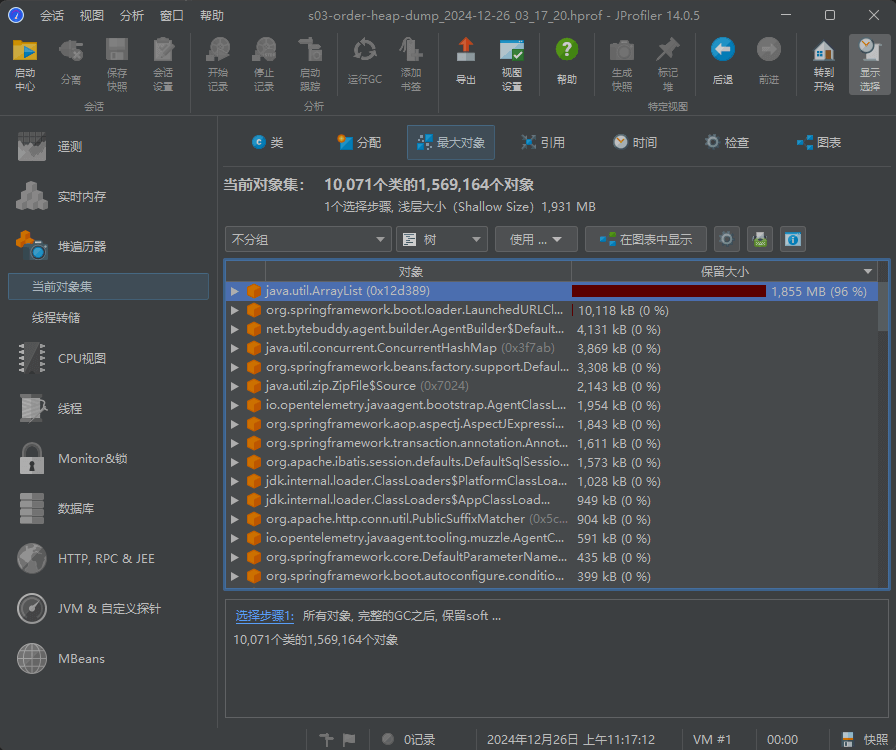 会话 视图 分析 窗口 帮助 s03-order-heap-dump_2024-12-26_03_17_20.hprof - JProfiler 14.0.5
启动中心 分离 保存快照 会话设置 开始记录 停止记录 启动跟踪 运行GC 添加书签 导出 视图设置 帮助 生成快照 标记堆 后退 前进 转到开始 显示选择
会话 分析 特定视图
遥测
实时内存
堆遍历器
当前对象集
线程转储
CPU视图
线程
Monitor&锁
数据库
HTTP, RPC & JEE
JVM & 自定义探针
MBeans
类 分配 最大对象 引用 时间 检查 图表
当前对象集: 10,071个类的1,569,164个对象
1个选择步骤, 浅层大小（Shallow Size）1,931 MB
不分组 树 使用 ... 在图表中显示
对象 保留大小
java.util.ArrayList (0x12d389) 1,855 MB (96 %)
org.springframework.boot.loader.LaunchedURLCl... 10,118 kB (0 %)
net.bytebuddy.agent.builder.AgentBuilder$Default... 4,131 kB (0 %)
java.util.concurrent.ConcurrentHashMap (0x3f7ab) 3,869 kB (0 %)
org.springframework.beans.factory.support.Defaul... 3,308 kB (0 %)
java.util.zip.ZipFile$Source (0x7024) 2,143 kB (0 %)
io.opentelemetry.javaagent.bootstrap.AgentClassL... 1,954 kB (0 %)
org.springframework.aop.aspectj.AspectJExpressi... 1,843 kB (0 %)
org.springframework.transaction.annotation.Annot... 1,611 kB (0 %)
org.apache.ibatis.session.defaults.DefaultSqlSessio... 1,573 kB (0 %)
jdk.internal.loader.ClassLoaders$PlatformClassLoa... 1,028 kB (0 %)
jdk.internal.loader.ClassLoaders$AppClassLoad... 949 kB (0 %)
org.apache.http.conn.util.PublicSuffixMatcher (0x5c... 904 kB (0 %)
io.opentelemetry.javaagent.tooling.muzzle.AgentC... 591 kB (0 %)
org.springframework.core.DefaultParameterName... 435 kB (0 %)
org.springframework.boot.autoconfigure.conditio... 399 kB (0 %)
选择步骤1: 所有对象, 完整的GC之后, 保留soft ...
10,071个类的1,569,164个对象
0记录 2024年12月26日 上午11:17:12 VM #1 00:00 快照